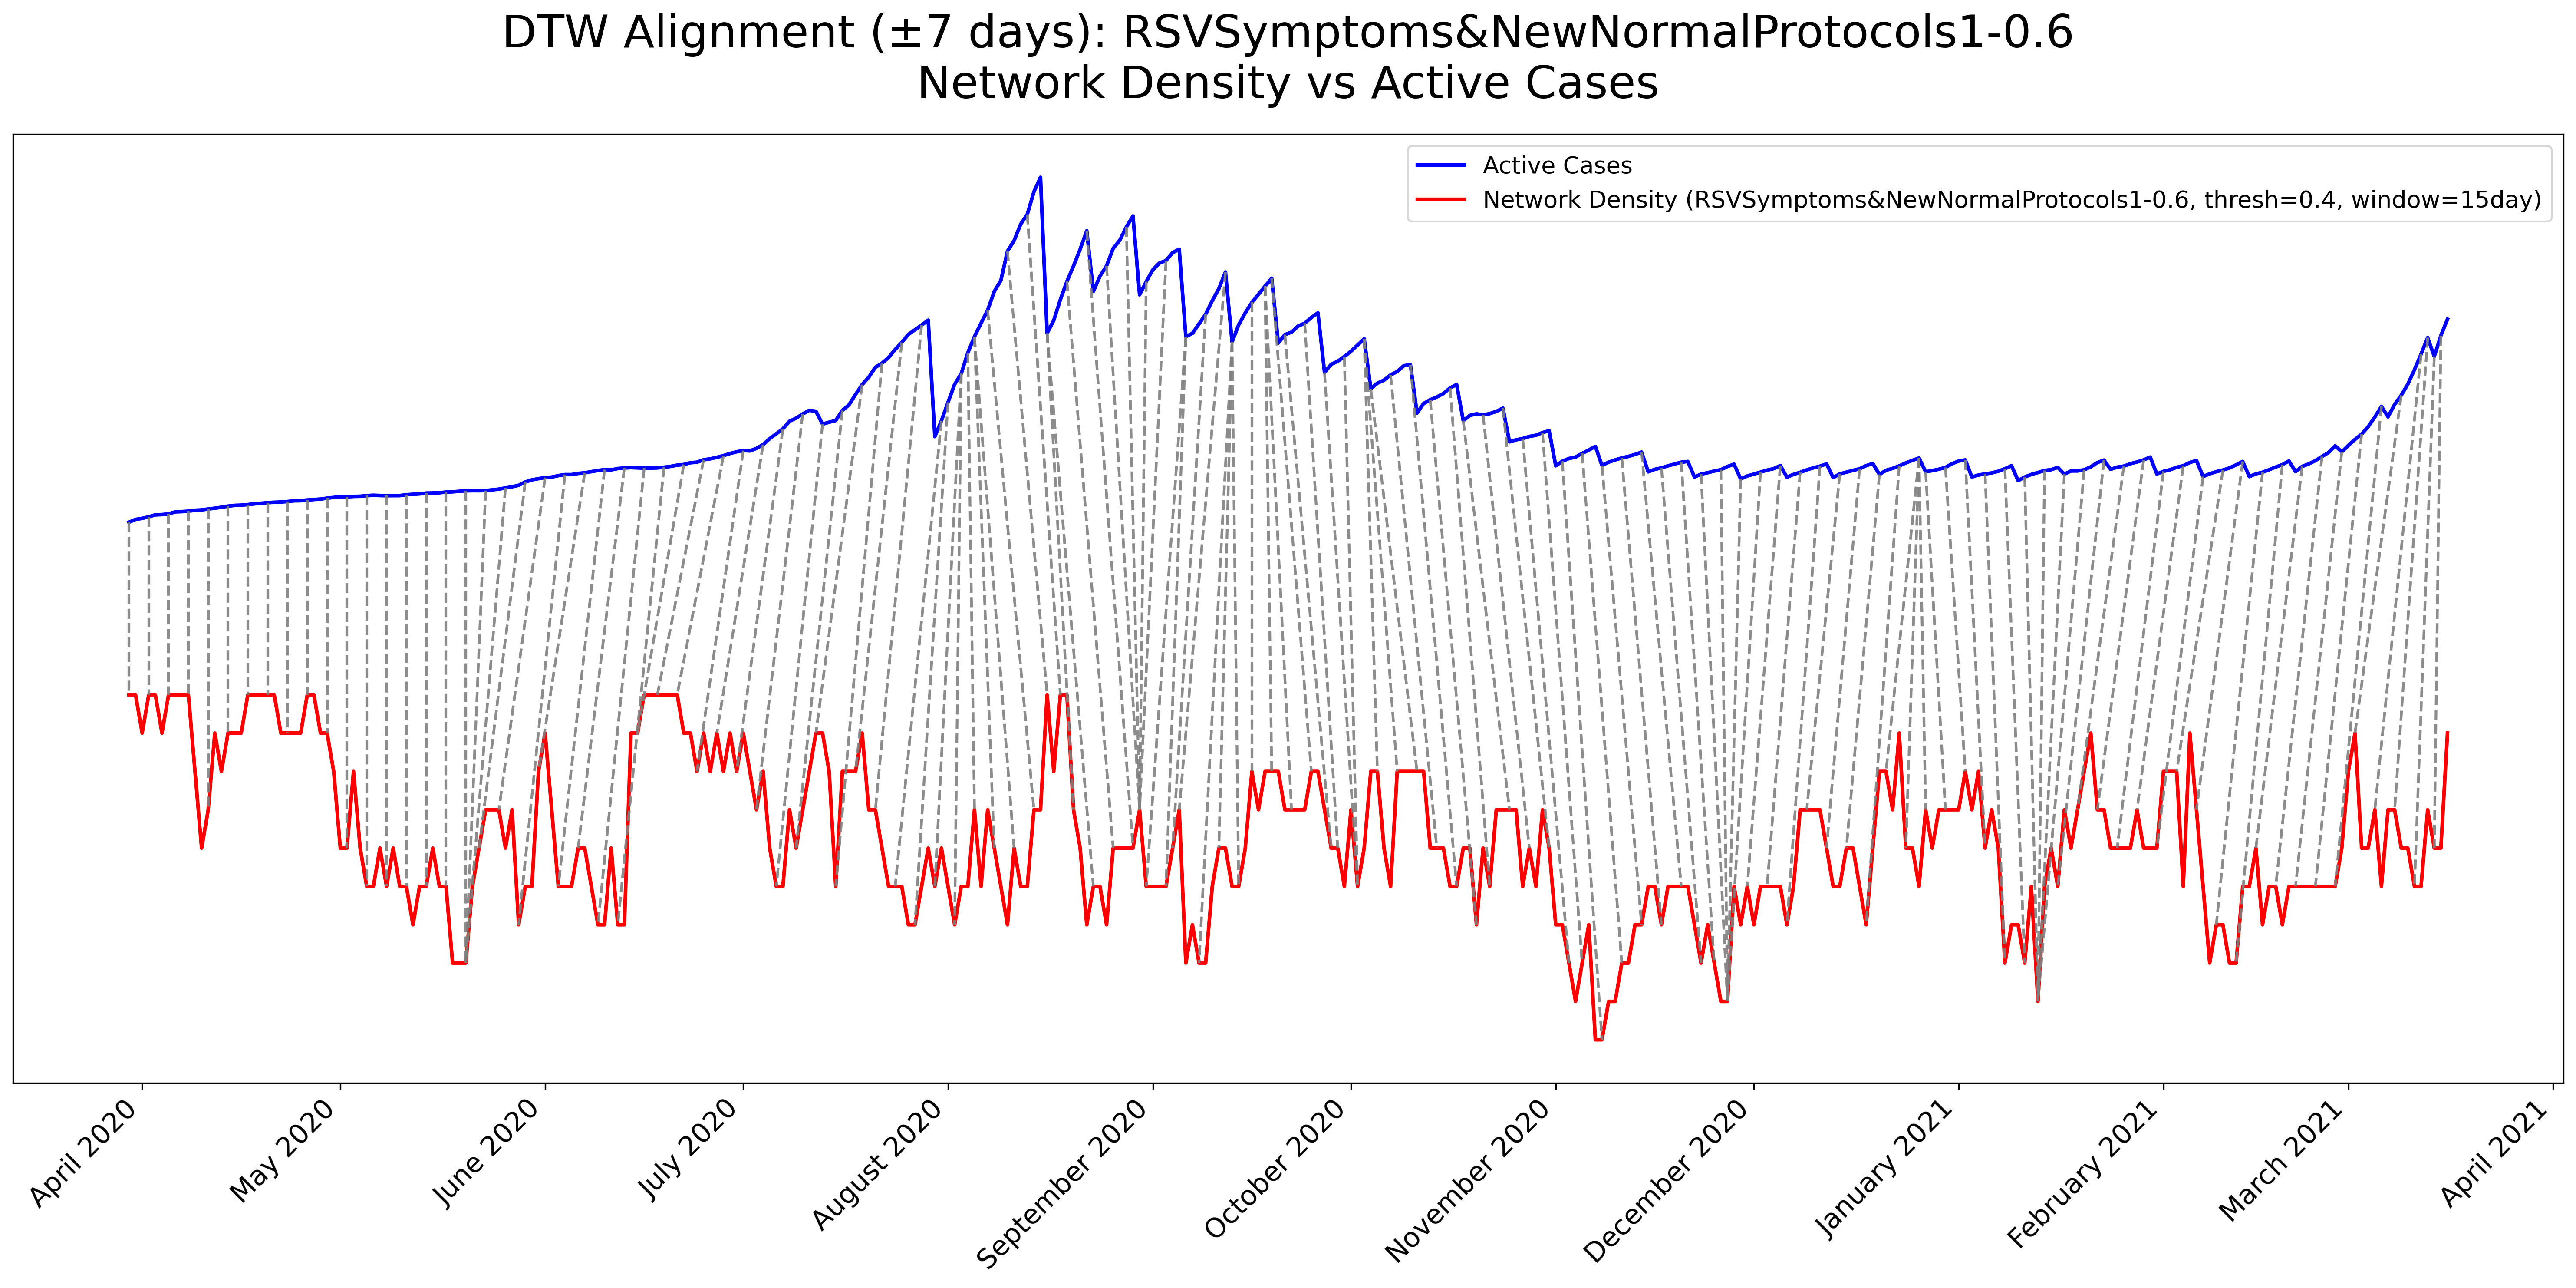 DTW Alignment (±7 days): RSVSymptoms&NewNormalProtocols1-0.6
Network Density vs Active Cases
Active Cases
Network Density (RSVSymptoms&NewNormalProtocols1-0.6, thresh=0.4, window=15day)
April 2020
May 2020
June 2020
July 2020
August 2020
September 2020
October 2020
November 2020
December 2020
January 2021
February 2021
March 2021
April 2021